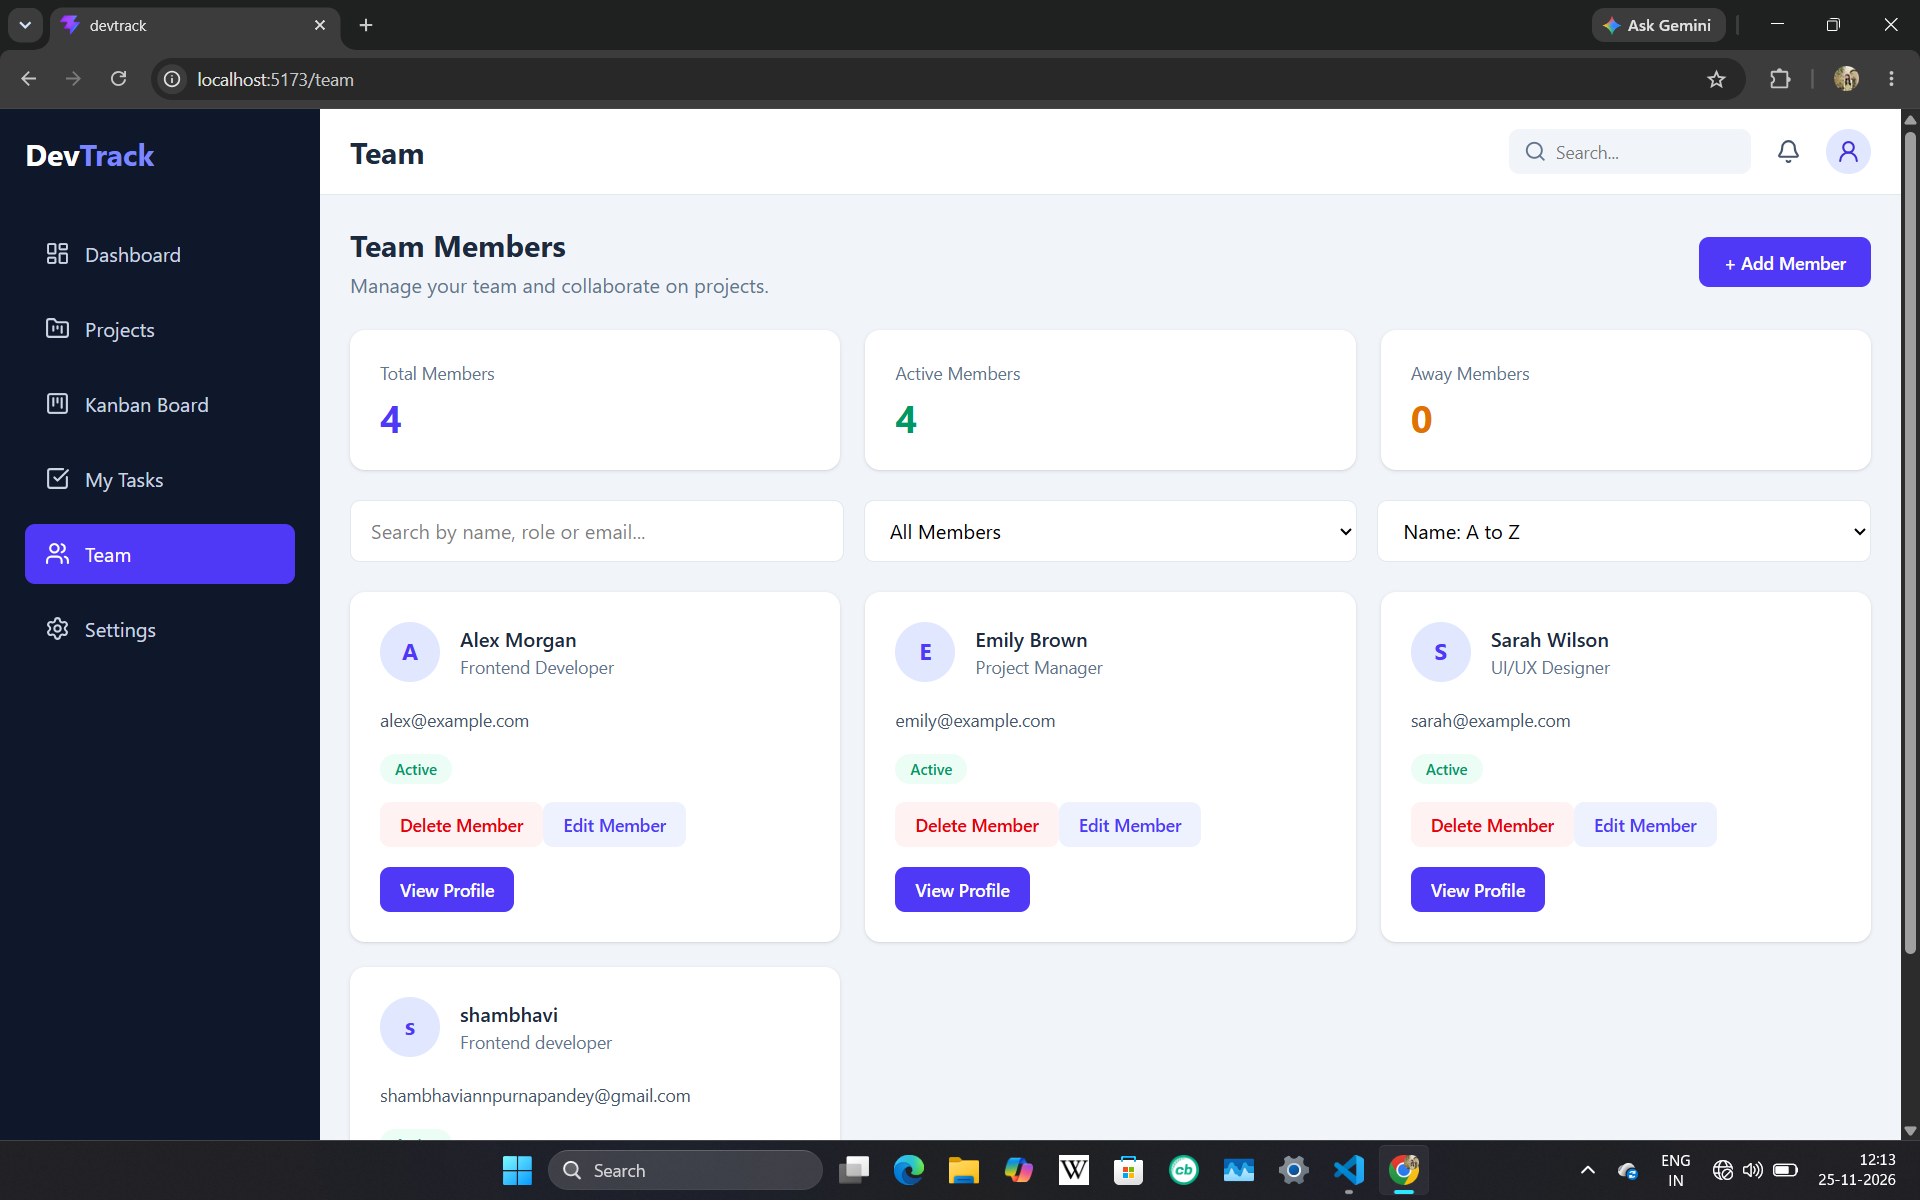 devtrack
Ask Gemini
localhost:5173/team
DevTrack
Dashboard
Projects
Kanban Board
My Tasks
Team
Settings
Team
Search...
Team Members
Manage your team and collaborate on projects.
+ Add Member
Total Members
4
Active Members
4
Away Members
0
Search by name, role or email...
All Members
Name: A to Z
A
Alex Morgan
Frontend Developer
alex@example.com
Active
Delete Member
Edit Member
View Profile
E
Emily Brown
Project Manager
emily@example.com
Active
Delete Member
Edit Member
View Profile
S
Sarah Wilson
UI/UX Designer
sarah@example.com
Active
Delete Member
Edit Member
View Profile
s
shambhavi
Frontend developer
shambhaviannpurnapandey@gmail.com
Search
W
cb
ENG
IN
12:13
25-11-2026